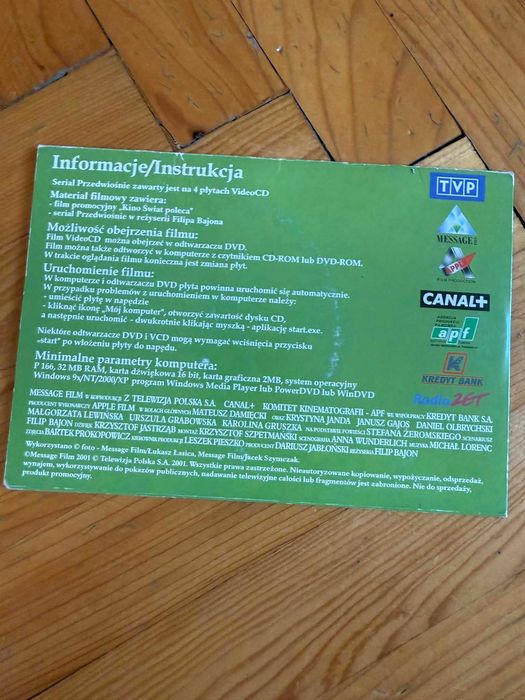 Informacje/Instrukcja
Serial Przedwiośnie zawarty jest na 4 płytach VideoCD
Materiał filmowy zawiera:
- film promocyjny „Kino Świat poleca"
- serial Przedwiośnie w reżyserii Filipa Bajona
Możliwość obejrzenia filmu:
Film VideoCD można obejrzeć w odtwarzaczu DVD.
Film można także odtworzyć w komputerze z czytnikiem CD-ROM lub DVD-ROM.
W trakcie oglądania filmu konieczna jest zmiana płyt.
Uruchomienie filmu:
W komputerze i odtwarzaczu DVD płyta powinna uruchomić się automatycznie.
W przypadku problemów z uruchomieniem w komputerze należy:
- umieścić płytę w napędzie
- kliknąć ikonę „Mój komputer", otworzyć zawartość dysku CD,
a następnie uruchomić - dwukrotnie klikając myszką - aplikację start.exe.
Niektóre odtwarzacze DVD i VCD mogą wymagać wciśnięcia przycisku
«start" po włożeniu płyty do napędu.
Minimalne parametry komputera:
P 166, 32 MB RAM, karta dźwiękowa 16 bit, karta graficzna 2MB, system operacyjny
Windows 9x/NT/2000/XP program Windows Media Player lub PowerDVD lub WinDVD
MESSAGE FILM W KOPRODUKCJI Z TELEWIZJA POLSKA S.A. CANAL+ KOMITET KINEMATOGRAFII - APF WE WSPÓŁPRACY KREDYT BANK S.A.
PRODUCENT WYKONAWCZY APPLE FILM W ROLACH GŁÓWNYCH MATEUSZ DAMIĘCKI ORAZ KRYSTYNA JANDA JANUSZ GAJOS DANIEL OLBRYCHSKI
MAŁGORZATA LEWIŃSKA URSZULA GRABOWSKA KAROLINA GRUSZKA NA PODSTAWIE POWIEŚCI STEFANA ŻEROMSKIEGO SCENARIUSZ
FILIP BAJON DŹWIĘK KRZYSZTOF JASTRZĄB MONTAŻ KRZYSZTOF SZPETMAŃSKI SCENOGRAFIA ANNA WUNDERLICH MUZYKA MICHAŁ LORENC
ZDJĘCIA BARTEK PROKOPOWICZ KIEROWNIK PRODUKCJI LESZEK PIESZKO PRODUCENT DARIUSZ JABŁOŃSKI REŻYSERIA FILIP BAJON
Wykorzystano © foto - Message Film/Łukasz Łasica, Message Film/Jacek Szymczak.
©Message Film 2001 © Telewizja Polska S.A. 2001. Wszystkie prawa zastrzeżone. Nieautoryzowane kopiowanie, wypożyczanie, odsprzedaż,
wynajem, wykorzystywanie do pokazów publicznych, nadawanie telewizyjne całości lub fragmentów jest zabronione. Nie do sprzedaży,
produkt promocyjny.
TVP
MESSAGE
APPLE
FILM PRODUCTION
CANAL+
AGENCJA
PRODUKCJI
FILMOWEJ
apf
KREDYT BANK
Radio ZET